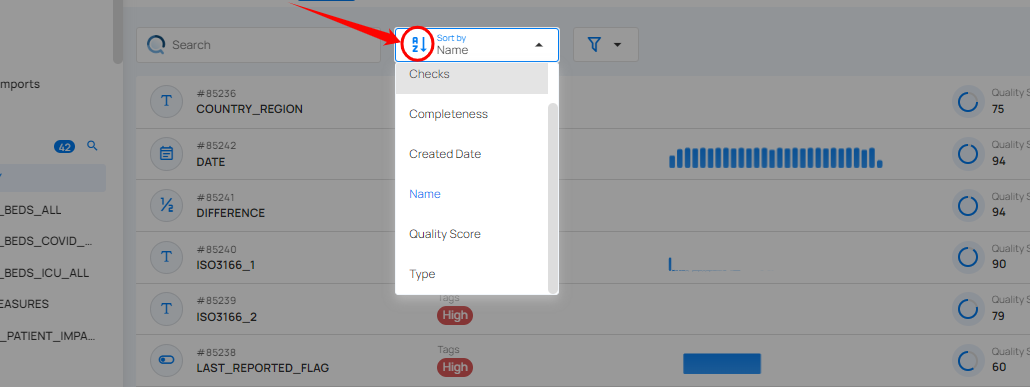 Search
Sort by
Name
A
Z
Checks
Completeness
Created Date
Name
Quality Score
Type
mports
42
_BEDS_ALL
_BEDS_COVID_...
_BEDS_ICU_ALL
EASURES
_PATIENT_IMPA...
T
#85236
COUNTRY_REGION
Quality S
75
#85242
DATE
Quality S
94
1/2
#85241
DIFFERENCE
Quality S
94
T
#85240
ISO3166_1
Quality S
90
T
#85239
ISO3166_2
Tags
High
Quality S
79
#85238
LAST_REPORTED_FLAG
Tags
High
Quality S
60